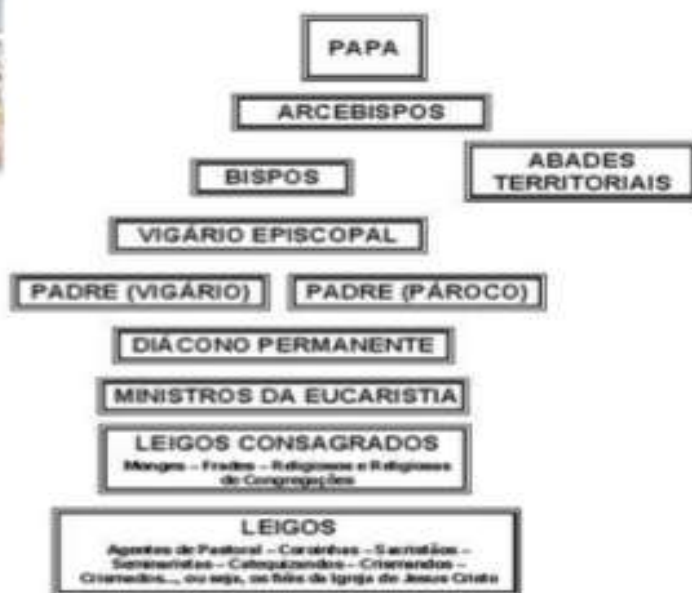 PAPA
ARCEBISPOS
BISPOS
ABADES
TERRITORIAIS
VIGÁRIO EPISCOPAL
PADRE (VIGÁRIO)
PADRE (PÁROCO)
DIÁCONO PERMANENTE
MINISTROS DA EUCARISTIA
LEIGOS CONSAGRADOS
Monges – Frades – Religiosos e Religiosas
de Congregações
LEIGOS
Agentes de Pastoral – Coroinhas – Sacristãos –
Seminaristas – Catequizandos – Crismandos –
Crismados..., ou seja, os fiéis da Igreja de Jesus Cristo